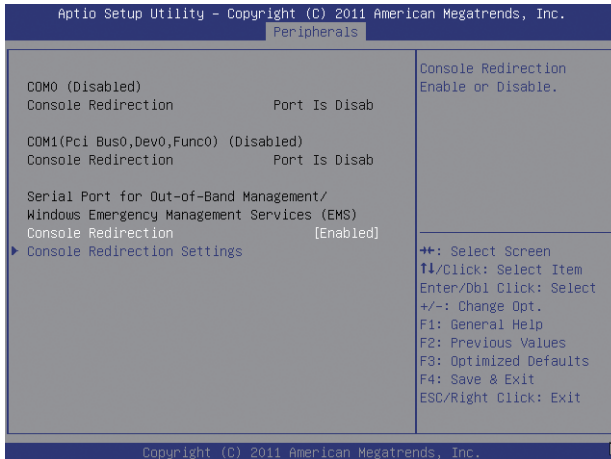 Aptio Setup Utility – Copyright (C) 2011 American Megatrends, Inc.
Peripherals
COM0 (Disabled)
Console Redirection Port Is Disab
COM1(Pci Bus0,Dev0,Func0) (Disabled)
Console Redirection Port Is Disab
Serial Port for Out-of-Band Management/
Windows Emergency Management Services (EMS)
Console Redirection [Enabled]
Console Redirection Settings
Console Redirection
Enable or Disable.
→←: Select Screen
↑↓/Click: Select Item
Enter/Dbl Click: Select
+/-: Change Opt.
F1: General Help
F2: Previous Values
F3: Optimized Defaults
F4: Save & Exit
ESC/Right Click: Exit
Copyright (C) 2011 American Megatrends, Inc.